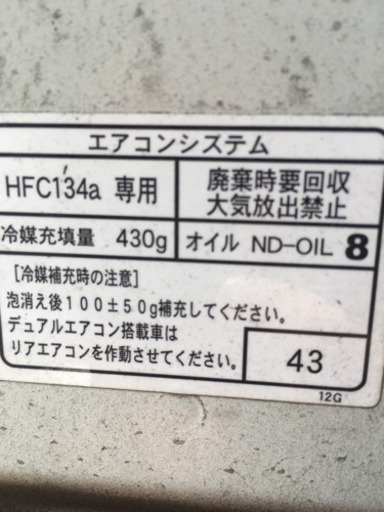 エアコンシステム
HFC134a 専用
廃棄時要回収
大気放出禁止
冷媒充填量 430g
オイル ND-OIL 8
[冷媒補充時の注意]
泡消え後100±50g補充してください。
デュアルエアコン搭載車は
リアエアコンを作動させてください。
43
12G